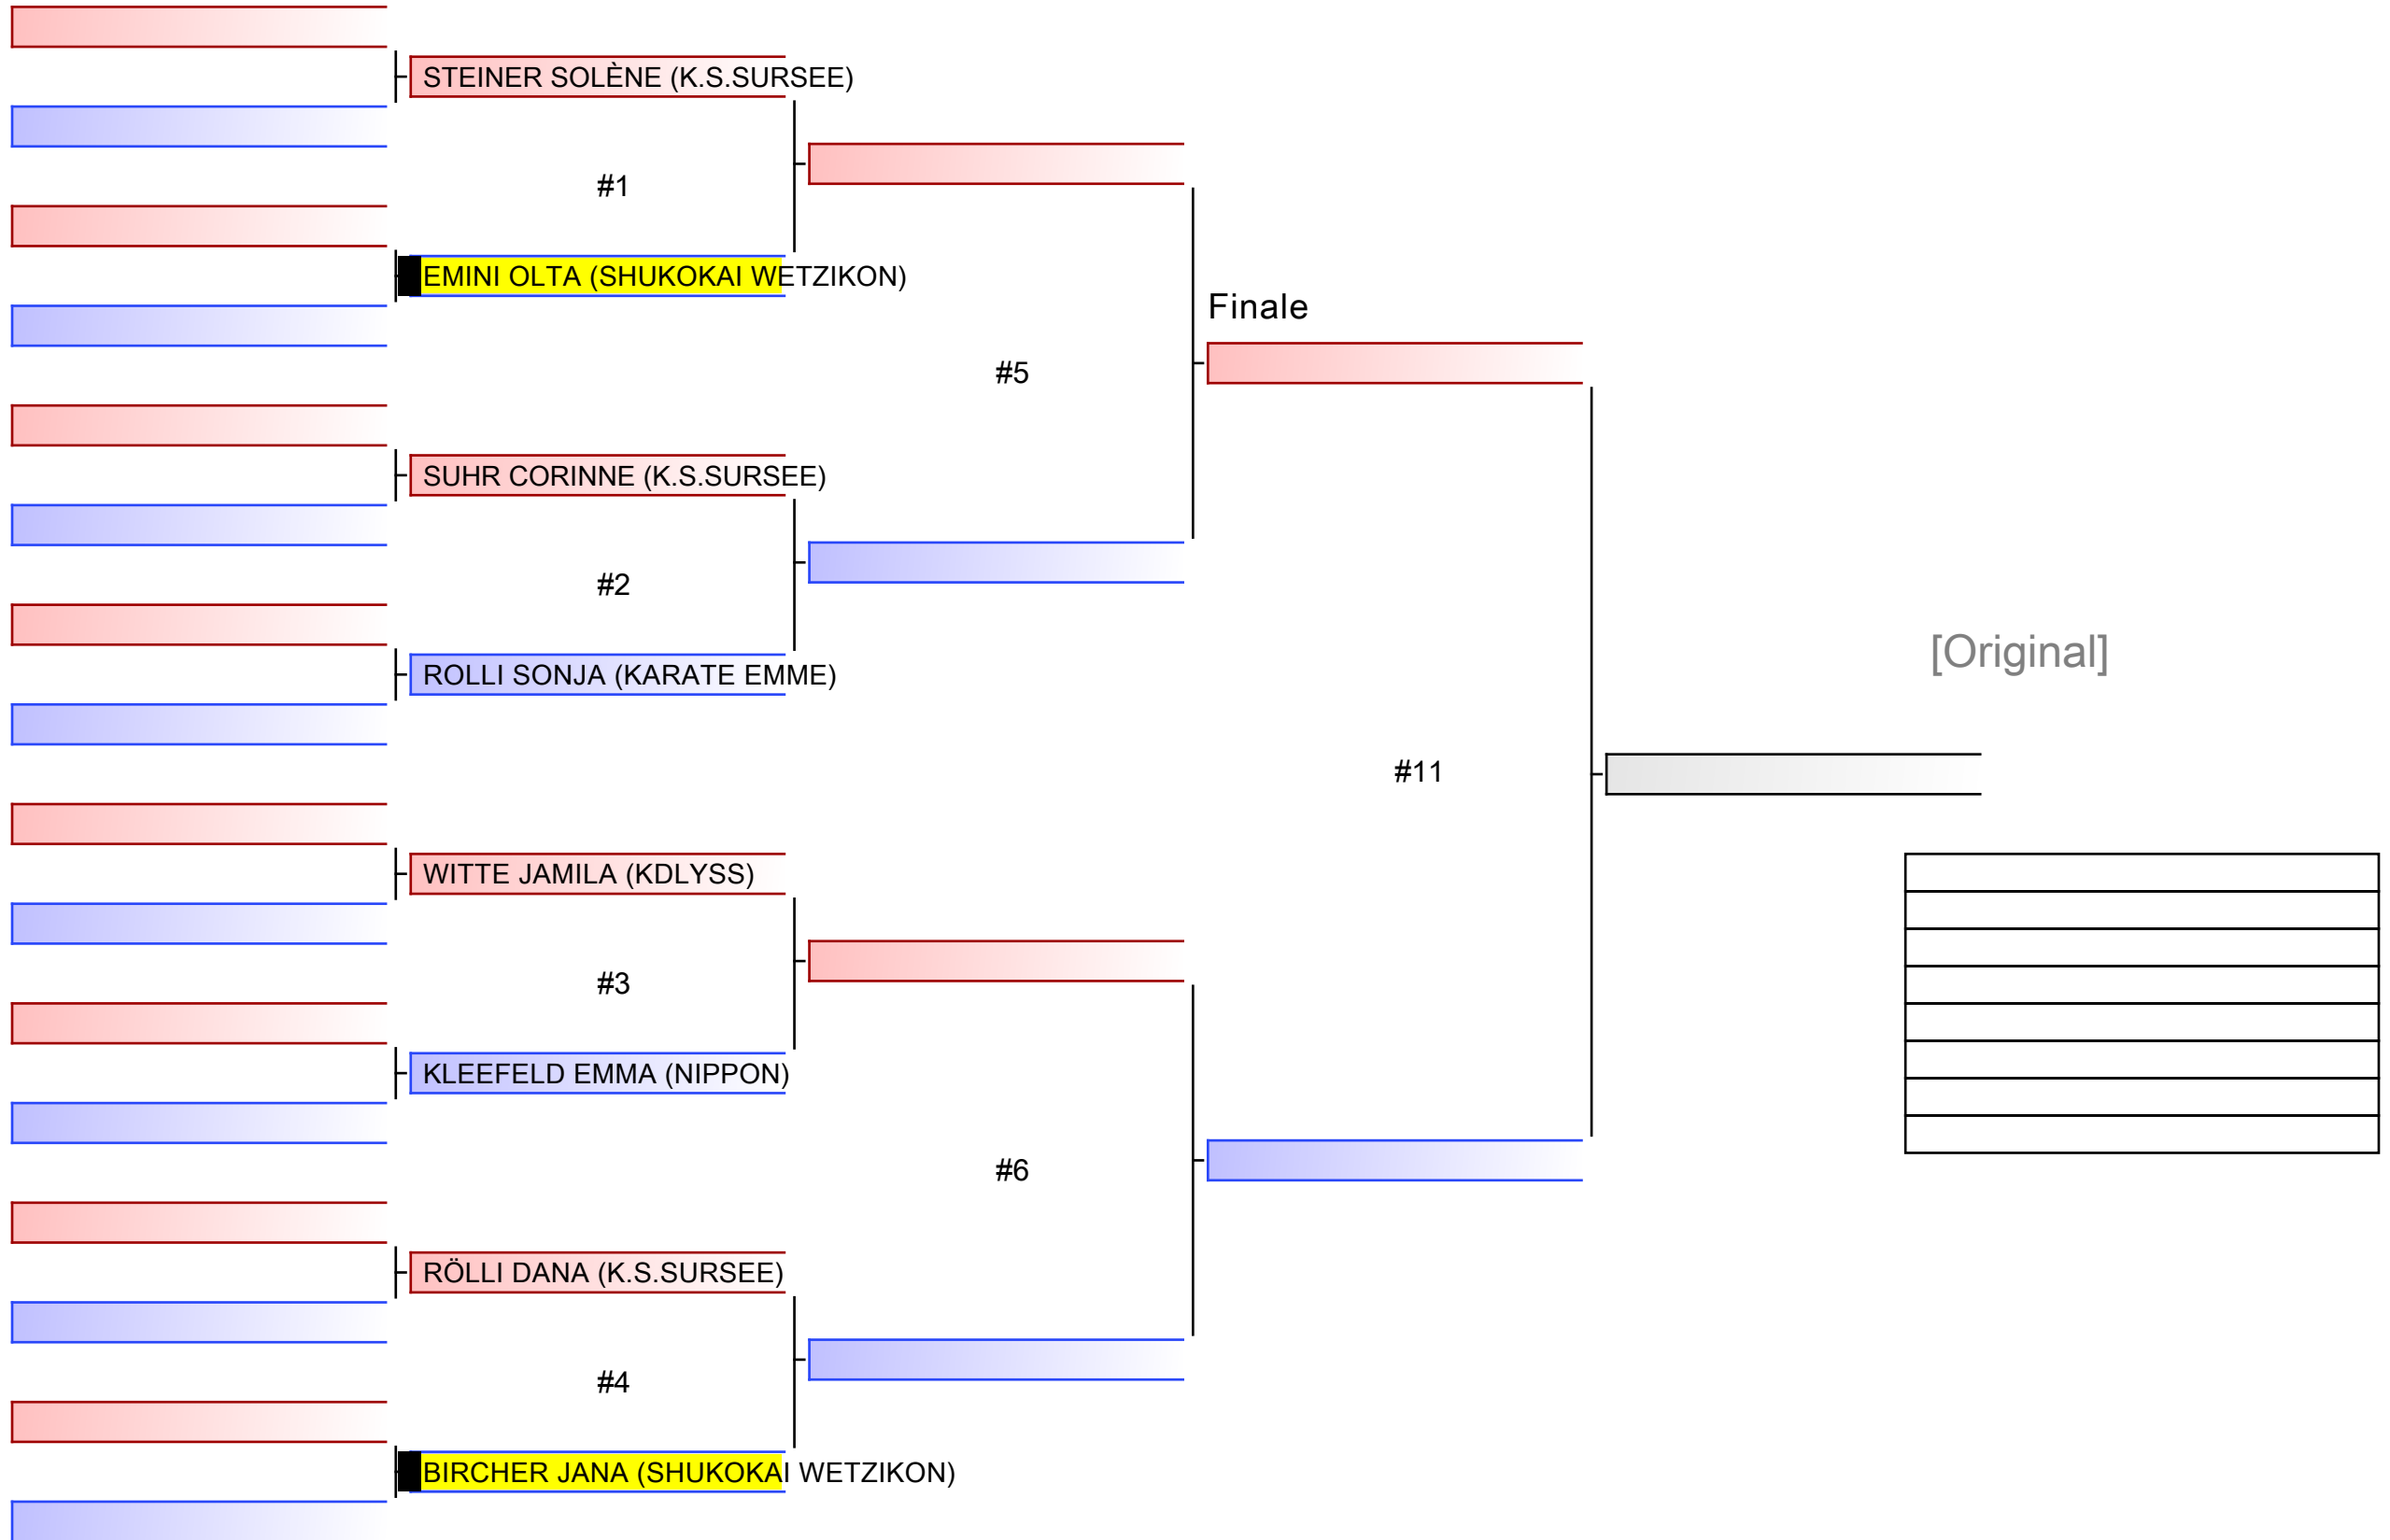 STEINER SOLÈNE (K.S.SURSEE)
#1
EMINI OLTA (SHUKOKAI WETZIKON)
Finale
#5
SUHR CORINNE (K.S.SURSEE)
#2
ROLLI SONJA (KARATE EMME)
[Original]
#11
WITTE JAMILA (KDLYSS)
#3
KLEEFELD EMMA (NIPPON)
#6
RÖLLI DANA (K.S.SURSEE)
#4
BIRCHER JANA (SHUKOKAI WETZIKON)